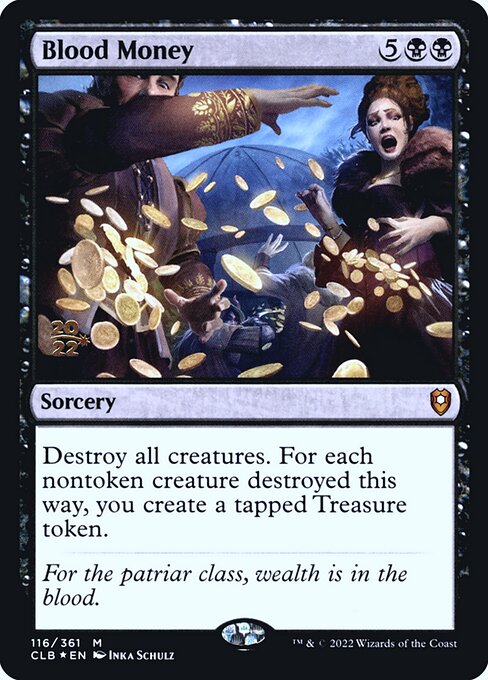 Blood Money 5
20
22
Sorcery
Destroy all creatures. For each
nontoken creature destroyed this
way, you create a tapped Treasure
token.
For the patriar class, wealth is in the
blood.
116/361 M
CLB ★ EN Inka Schulz
™ & © 2022 Wizards of the Coast